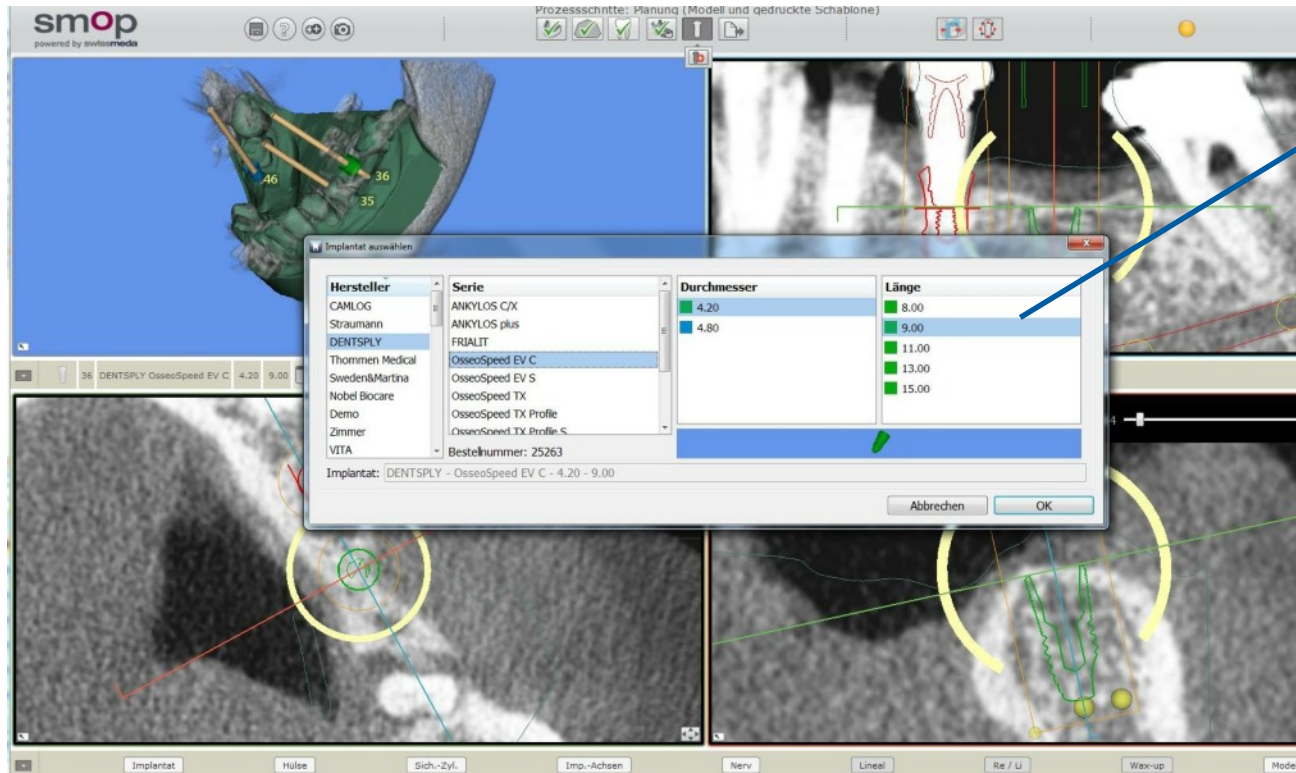 Prozessschritte: Planung (Modell und gedruckte Schablone)
smop
powered by swissmeda
46
36
35
Implantat auswählen
Hersteller
CAMLOG
Straumann
DENTSPLY
Thommen Medical
Sweden&Martina
Nobel Biocare
Demo
Zimmer
VITA
Serie
ANKYLOS C/X
ANKYLOS plus
FRIALIT
OsseoSpeed EV C
OsseoSpeed EV S
OsseoSpeed TX
OsseoSpeed TX Profile
OsseoSpeed TX Profile S
Bestellnummer: 25263
Durchmesser
4.20
4.80
Länge
8.00
9.00
11.00
13.00
15.00
Implantat: DENTSPLY - OsseoSpeed EV C - 4.20 - 9.00
Abbrechen
OK
36 DENTSPLY OsseoSpeed EV C 4.20 9.00
Implantat
Hülse
Sich.-Zyl.
Imp.-Achsen
Nerv
Lineal
Re / Li
Wax-up